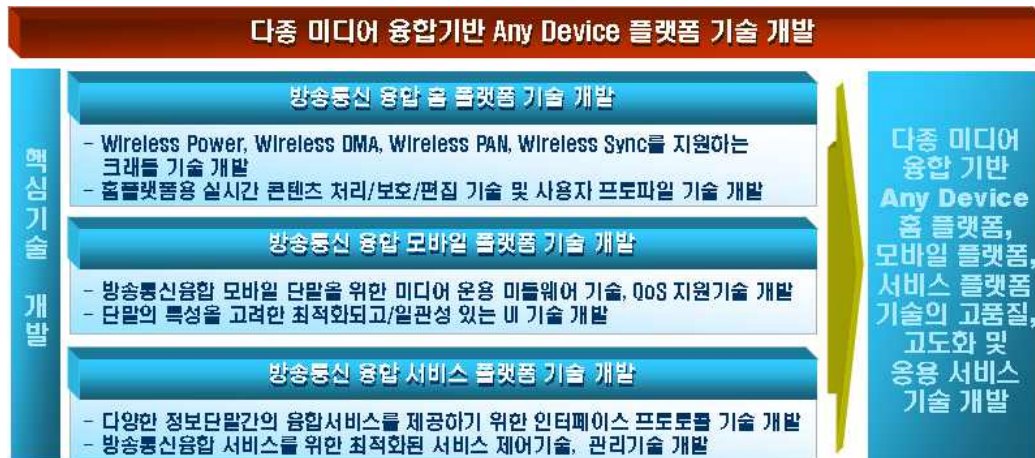 다종 미디어 융합기반 Any Device 플랫폼 기술 개발
핵심기술 개발
방송통신 융합 홈 플랫폼 기술 개발
- Wireless Power, Wireless DMA, Wireless PAN, Wireless Sync를 지원하는
크래들 기술 개발
- 홈플랫폼용 실시간 콘텐츠 처리/보호/편집 기술 및 사용자 프로파일 기술 개발
방송통신 융합 모바일 플랫폼 기술 개발
- 방송통신융합 모바일 단말을 위한 미디어 운용 미들웨어 기술, QoS 지원기술 개발
- 단말의 특성을 고려한 최적화되고/일관성 있는 UI 기술 개발
방송통신 융합 서비스 플랫폼 기술 개발
- 다양한 정보단말간의 융합서비스를 제공하기 위한 인터페이스 프로토콜 기술 개발
- 방송통신융합 서비스를 위한 최적화된 서비스 제어기술, 관리기술 개발
다종 미디어
융합 기반
Any Device
홈 플랫폼,
모바일 플랫폼,
서비스 플랫폼
기술의 고품질,
고도화 및
응용 서비스
기술 개발